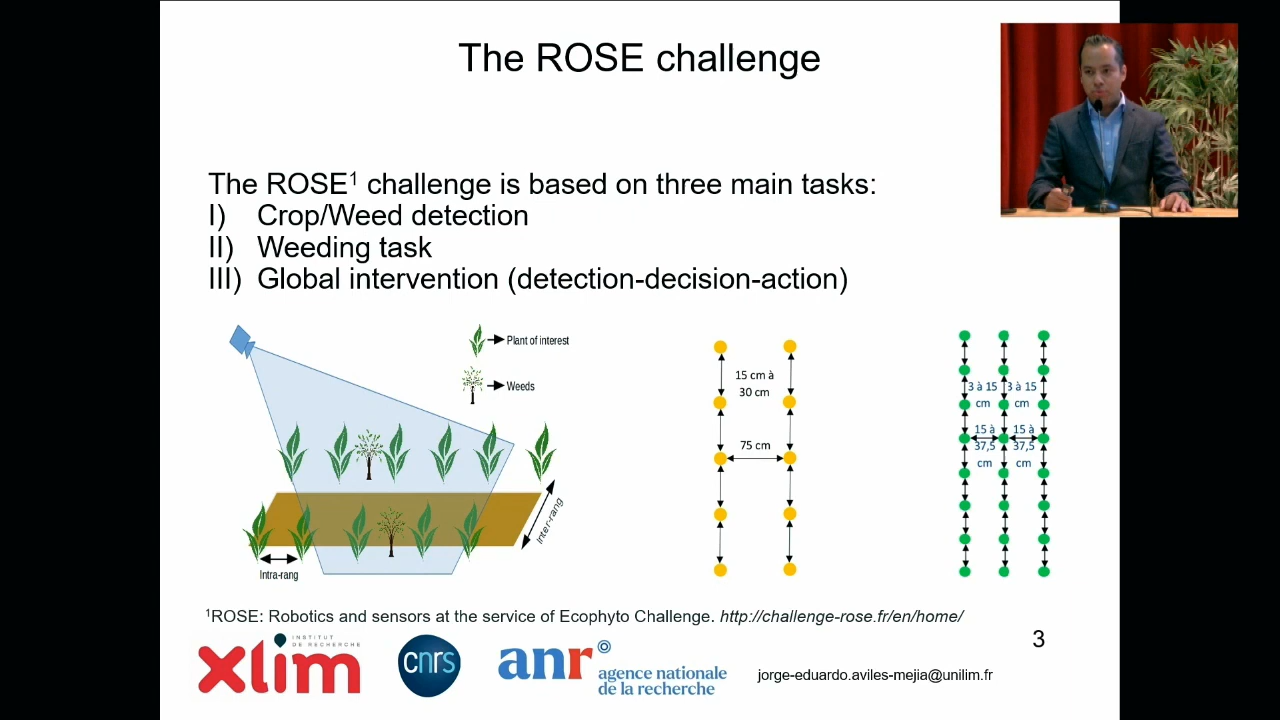 The ROSE challenge
The ROSE¹ challenge is based on three main tasks:
I) Crop/Weed detection
II) Weeding task
III) Global intervention (detection-decision-action)
Plant of interest
Weeds
Inter-rang
Intra-rang
15 cm à
30 cm
75 cm
3 à 15
cm
3 à 15
cm
15 à
37,5
cm
15 à
37,5
cm
¹ROSE: Robotics and sensors at the service of Ecophyto Challenge. http://challenge-rose.fr/en/home/
INSTITUT
DE RECHERCHE
xlim
cnrs
anr
agence nationale
de la recherche
jorge-eduardo.aviles-mejia@unilim.fr
3